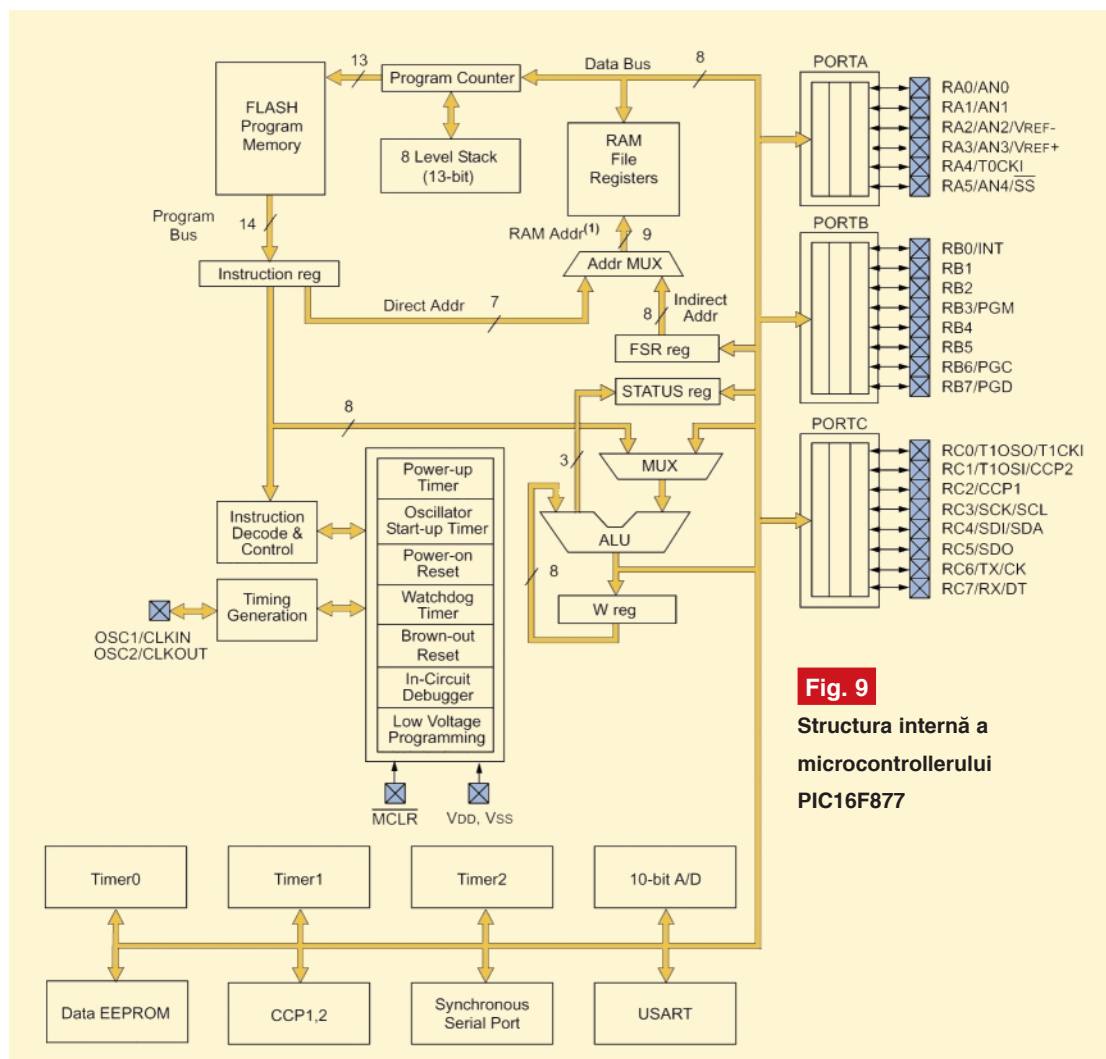 13
Program Counter
Data Bus
8
PORTA
FLASH
Program
Memory
8 Level Stack
(13-bit)
RAM
File
Registers
RA0/AN0
RA1/AN1
RA2/AN2/VREF-
RA3/AN3/VREF+
RA4/T0CKI
RA5/AN4/SS
Program
Bus
14
RAM Addr(1)
9
PORTB
Instruction reg
Addr MUX
Direct Addr
7
8
Indirect
Addr
FSR reg
RB0/INT
RB1
RB2
RB3/PGM
RB4
RB5
RB6/PGC
RB7/PGD
STATUS reg
8
3
MUX
PORTC
RC0/T1OSO/T1CKI
RC1/T1OSI/CCP2
RC2/CCP1
RC3/SCK/SCL
RC4/SDI/SDA
RC5/SDO
RC6/TX/CK
RC7/RX/DT
Power-up
Timer
Oscillator
Start-up Timer
Power-on
Reset
Watchdog
Timer
Brown-out
Reset
In-Circuit
Debugger
Low Voltage
Programming
Instruction
Decode &
Control
ALU
8
W reg
Timing
Generation
OSC1/CLKIN
OSC2/CLKOUT
MCLR
VDD, VSS
Fig. 9
Structura internă a
microcontrollerului
PIC16F877
Timer0
Timer1
Timer2
10-bit A/D
Data EEPROM
CCP1,2
Synchronous
Serial Port
USART